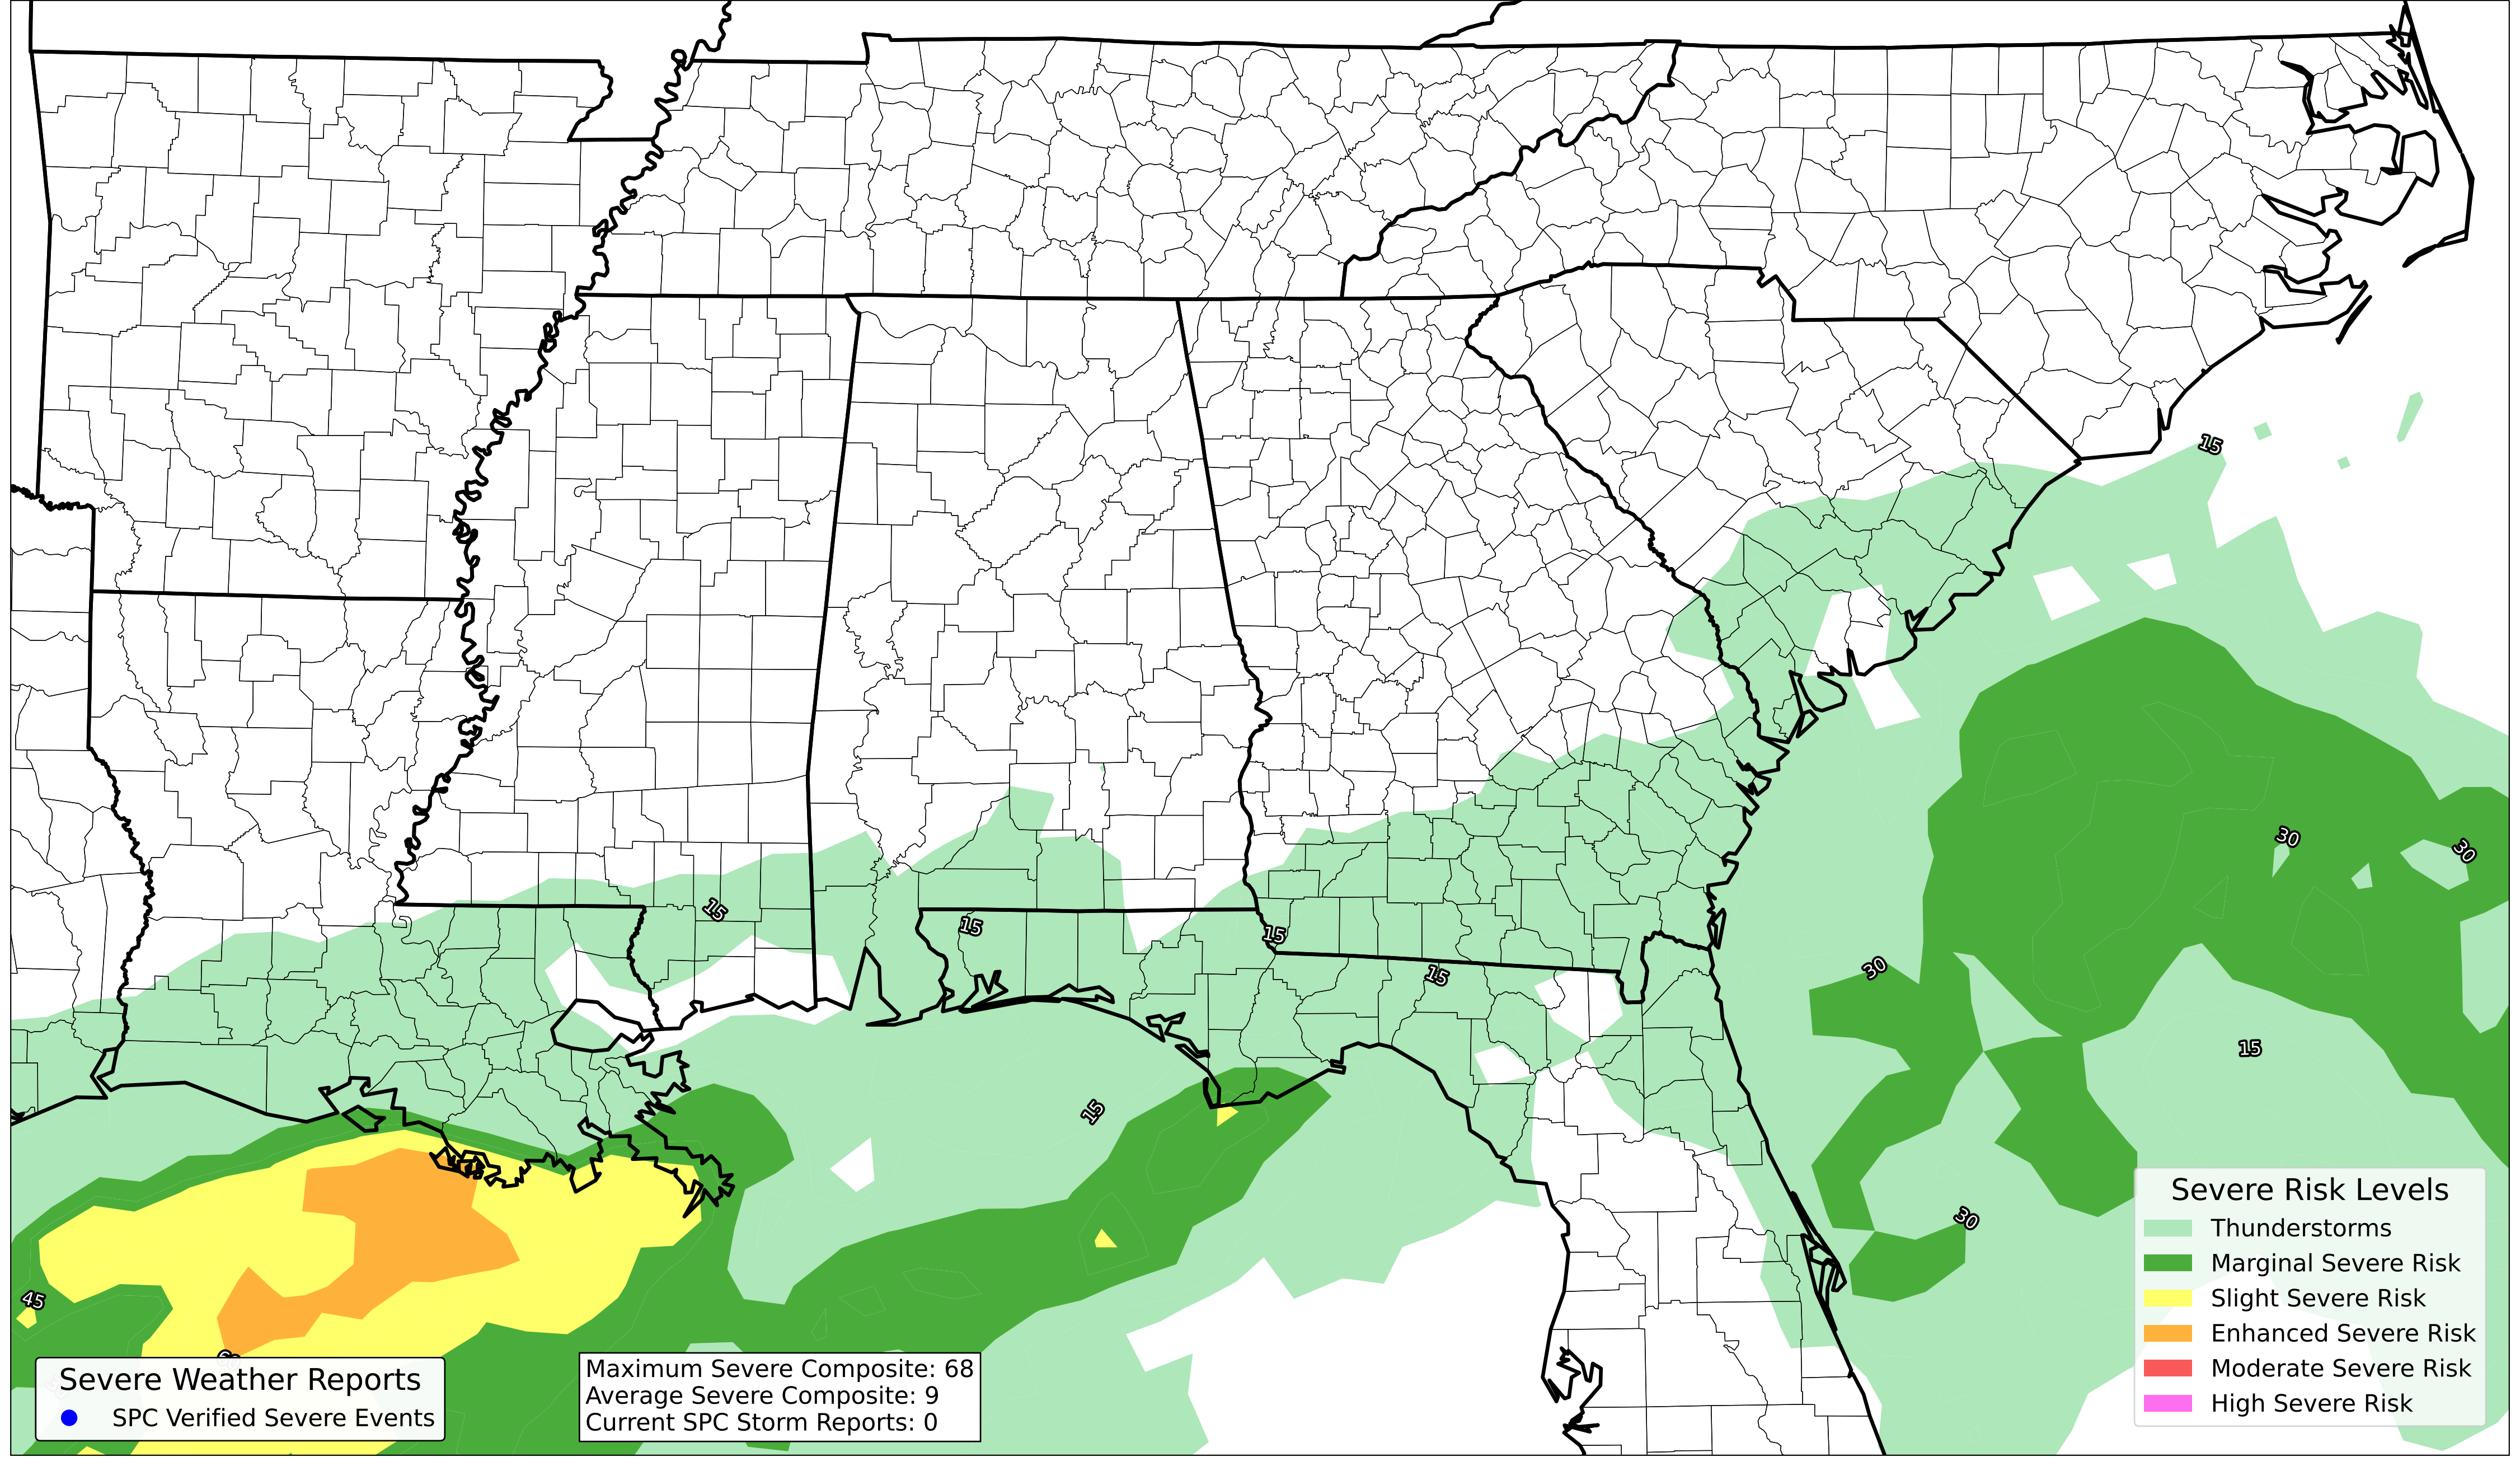 15
15
15
15
15
15
30
30
30
15
30
45
Severe Weather Reports
SPC Verified Severe Events
Maximum Severe Composite: 68
Average Severe Composite: 9
Current SPC Storm Reports: 0
Severe Risk Levels
Thunderstorms
Marginal Severe Risk
Slight Severe Risk
Enhanced Severe Risk
Moderate Severe Risk
High Severe Risk